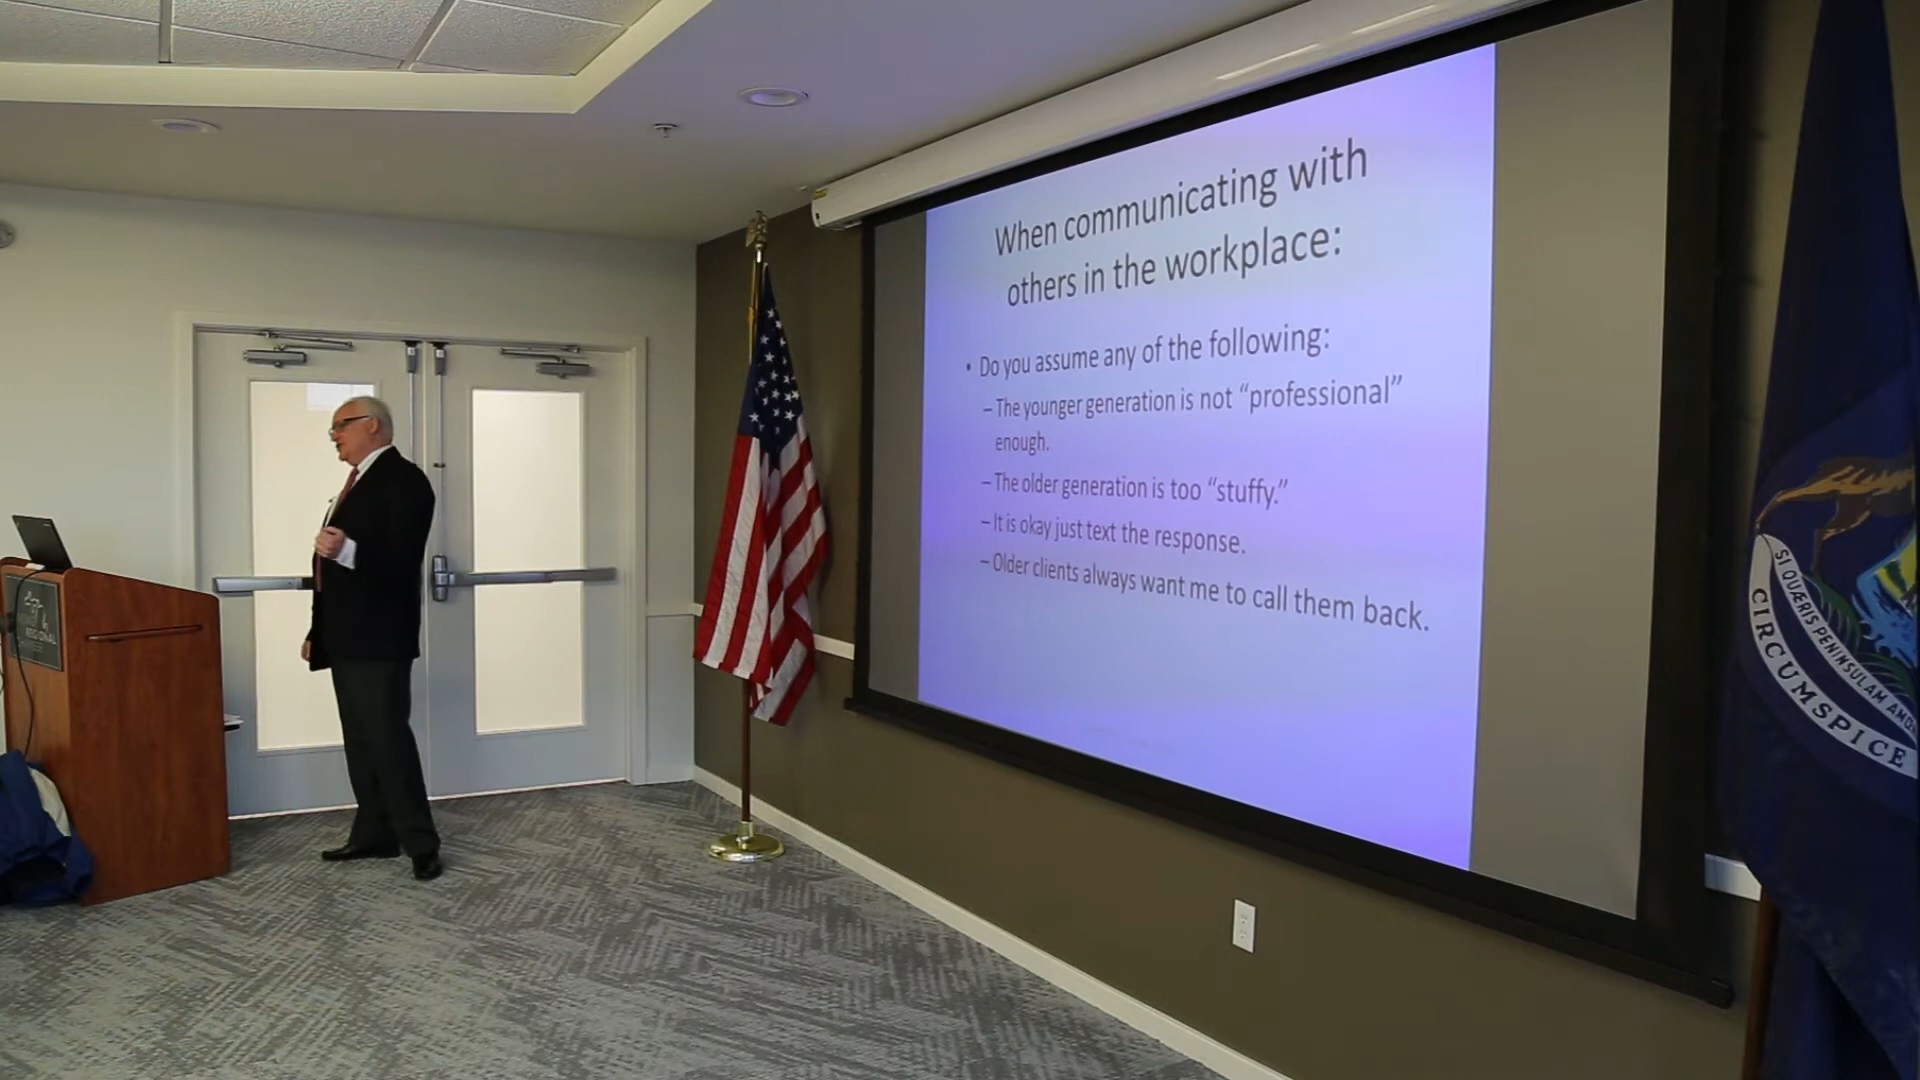 When communicating with
others in the workplace:
• Do you assume any of the following:
– The younger generation is not “professional”
enough.
– The older generation is too “stuffy.”
– It is okay just text the response.
– Older clients always want me to call them back.
REGIONAL
SI QUÆRIS PENINSULAM
CIRCUMSPICE